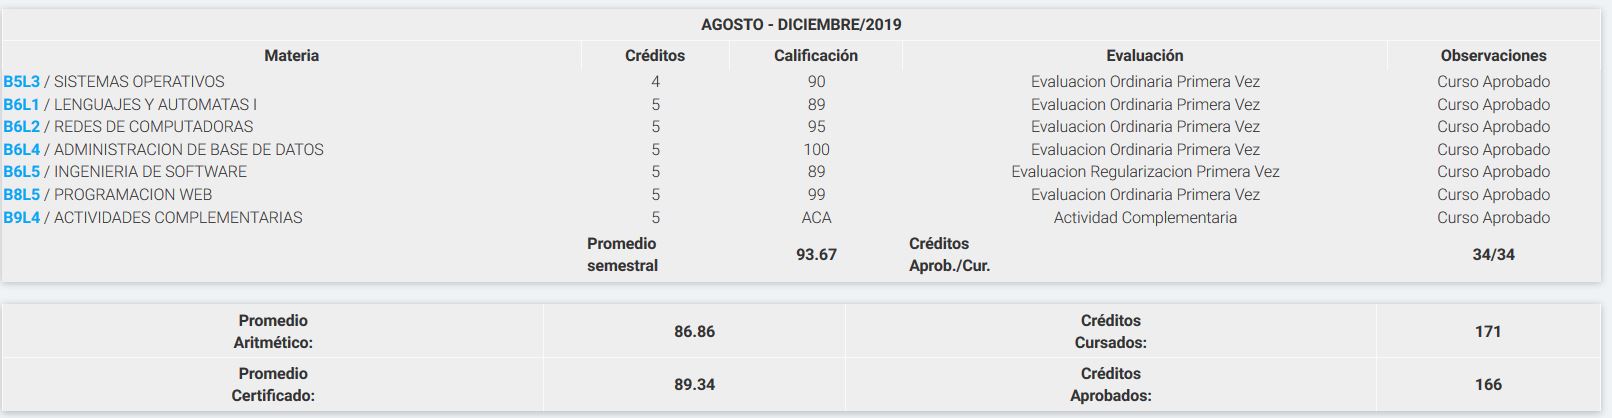 AGOSTO - DICIEMBRE/2019
Materia Créditos Calificación Evaluación Observaciones
B5L3 / SISTEMAS OPERATIVOS 4 90 Evaluacion Ordinaria Primera Vez Curso Aprobado
B6L1 / LENGUAJES Y AUTOMATAS I 5 89 Evaluacion Ordinaria Primera Vez Curso Aprobado
B6L2 / REDES DE COMPUTADORAS 5 95 Evaluacion Ordinaria Primera Vez Curso Aprobado
B6L4 / ADMINISTRACION DE BASE DE DATOS 5 100 Evaluacion Ordinaria Primera Vez Curso Aprobado
B6L5 / INGENIERIA DE SOFTWARE 5 89 Evaluacion Regularizacion Primera Vez Curso Aprobado
B8L5 / PROGRAMACION WEB 5 99 Evaluacion Ordinaria Primera Vez Curso Aprobado
B9L4 / ACTIVIDADES COMPLEMENTARIAS 5 ACA Actividad Complementaria Curso Aprobado
Promedio
semestral
93.67
Créditos
Aprob./Cur.
34/34
Promedio
Aritmético:
86.86
Créditos
Cursados:
171
Promedio
Certificado:
89.34
Créditos
Aprobados:
166